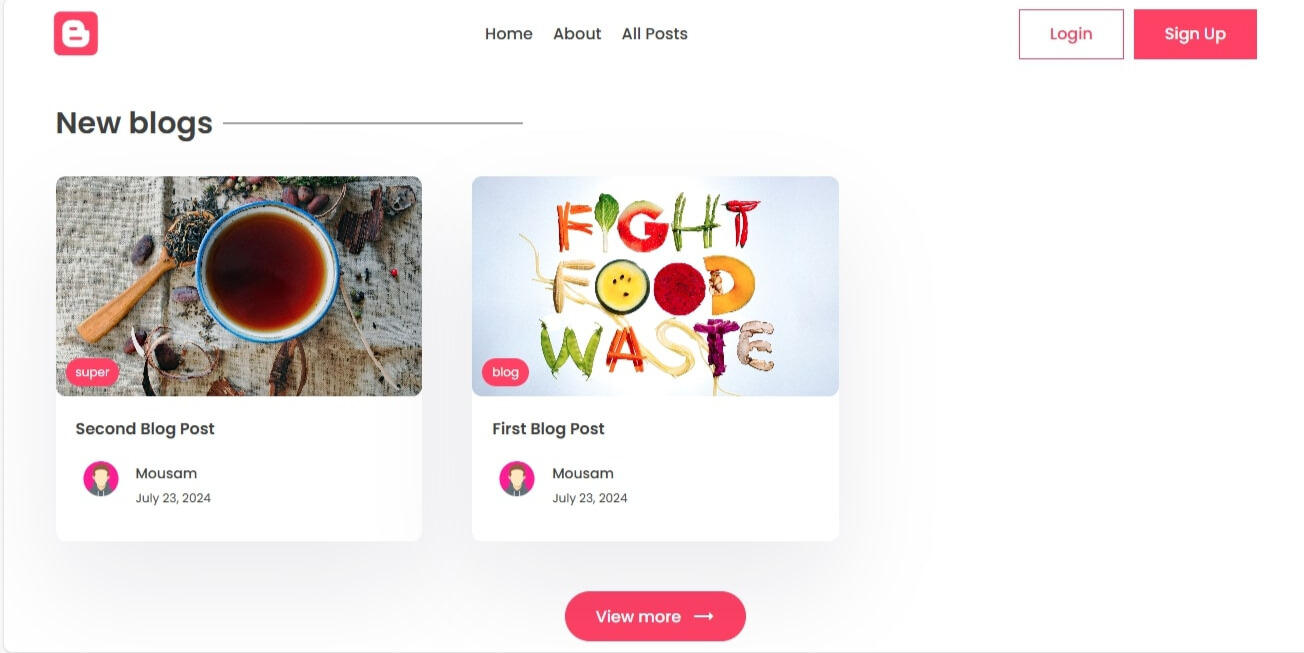 Home About All Posts Login Sign Up
New blogs
FIGHT
FOOD
WASTE
super
blog
Second Blog Post
First Blog Post
Mousam
July 23, 2024
Mousam
July 23, 2024
View more →